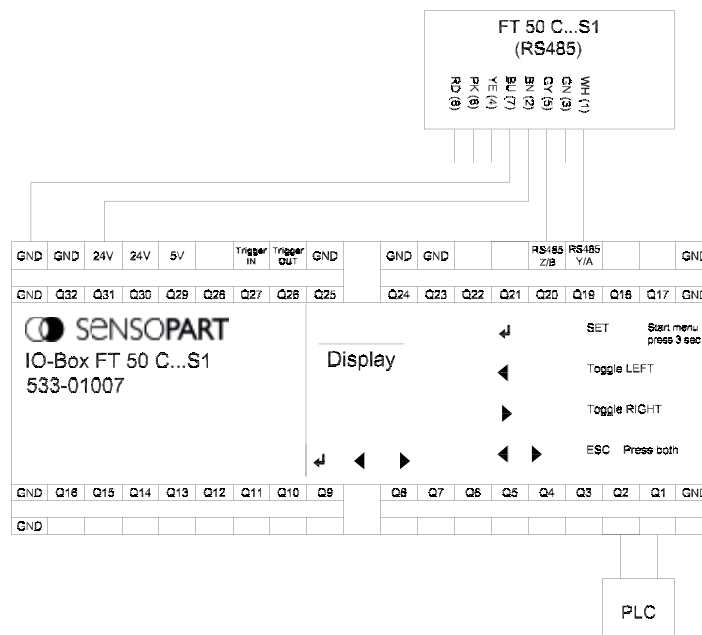 FT 50 C...S1
(RS485)
RD (8) PK (6) YE (4) BU (7) BN (2) GY (5) GN (3) WH (1)
GND GND 24V 24V 5V Trigger IN Trigger OUT GND GND GND RS485 Z/B RS485 Y/A GND
GND Q32 Q31 Q30 Q29 Q28 Q27 Q26 Q25 Q24 Q23 Q22 Q21 Q20 Q19 Q18 Q17 GND
SENSOPART
IO-Box FT 50 C...S1
533-01007
Display
SET Start menu
press 3 sec
Toggle LEFT
Toggle RIGHT
ESC Press both
GND Q16 Q15 Q14 Q13 Q12 Q11 Q10 Q9 Q8 Q7 Q6 Q5 Q4 Q3 Q2 Q1 GND
GND
PLC